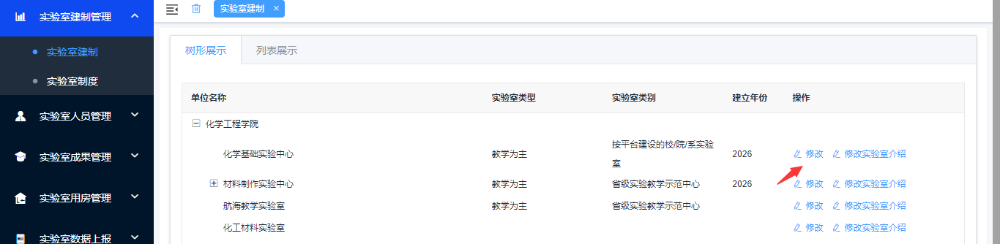 实验室建制管理
实验室建制
实验室制度
实验室人员管理
实验室成果管理
实验室用房管理
实验室数据上报
实验室建制 ×
树形展示 列表展示
单位名称 实验室类型 实验室类别 建立年份 操作
化学工程学院
化学基础实验中心 教学为主 按平台建设的校/院/系实验室 2026 修改 修改实验室介绍
材料制作实验中心 教学为主 省级实验教学示范中心 2026 修改 修改实验室介绍
航海教学实验室 教学为主 省级实验教学示范中心 修改 修改实验室介绍
化工材料实验室 修改 修改实验室介绍